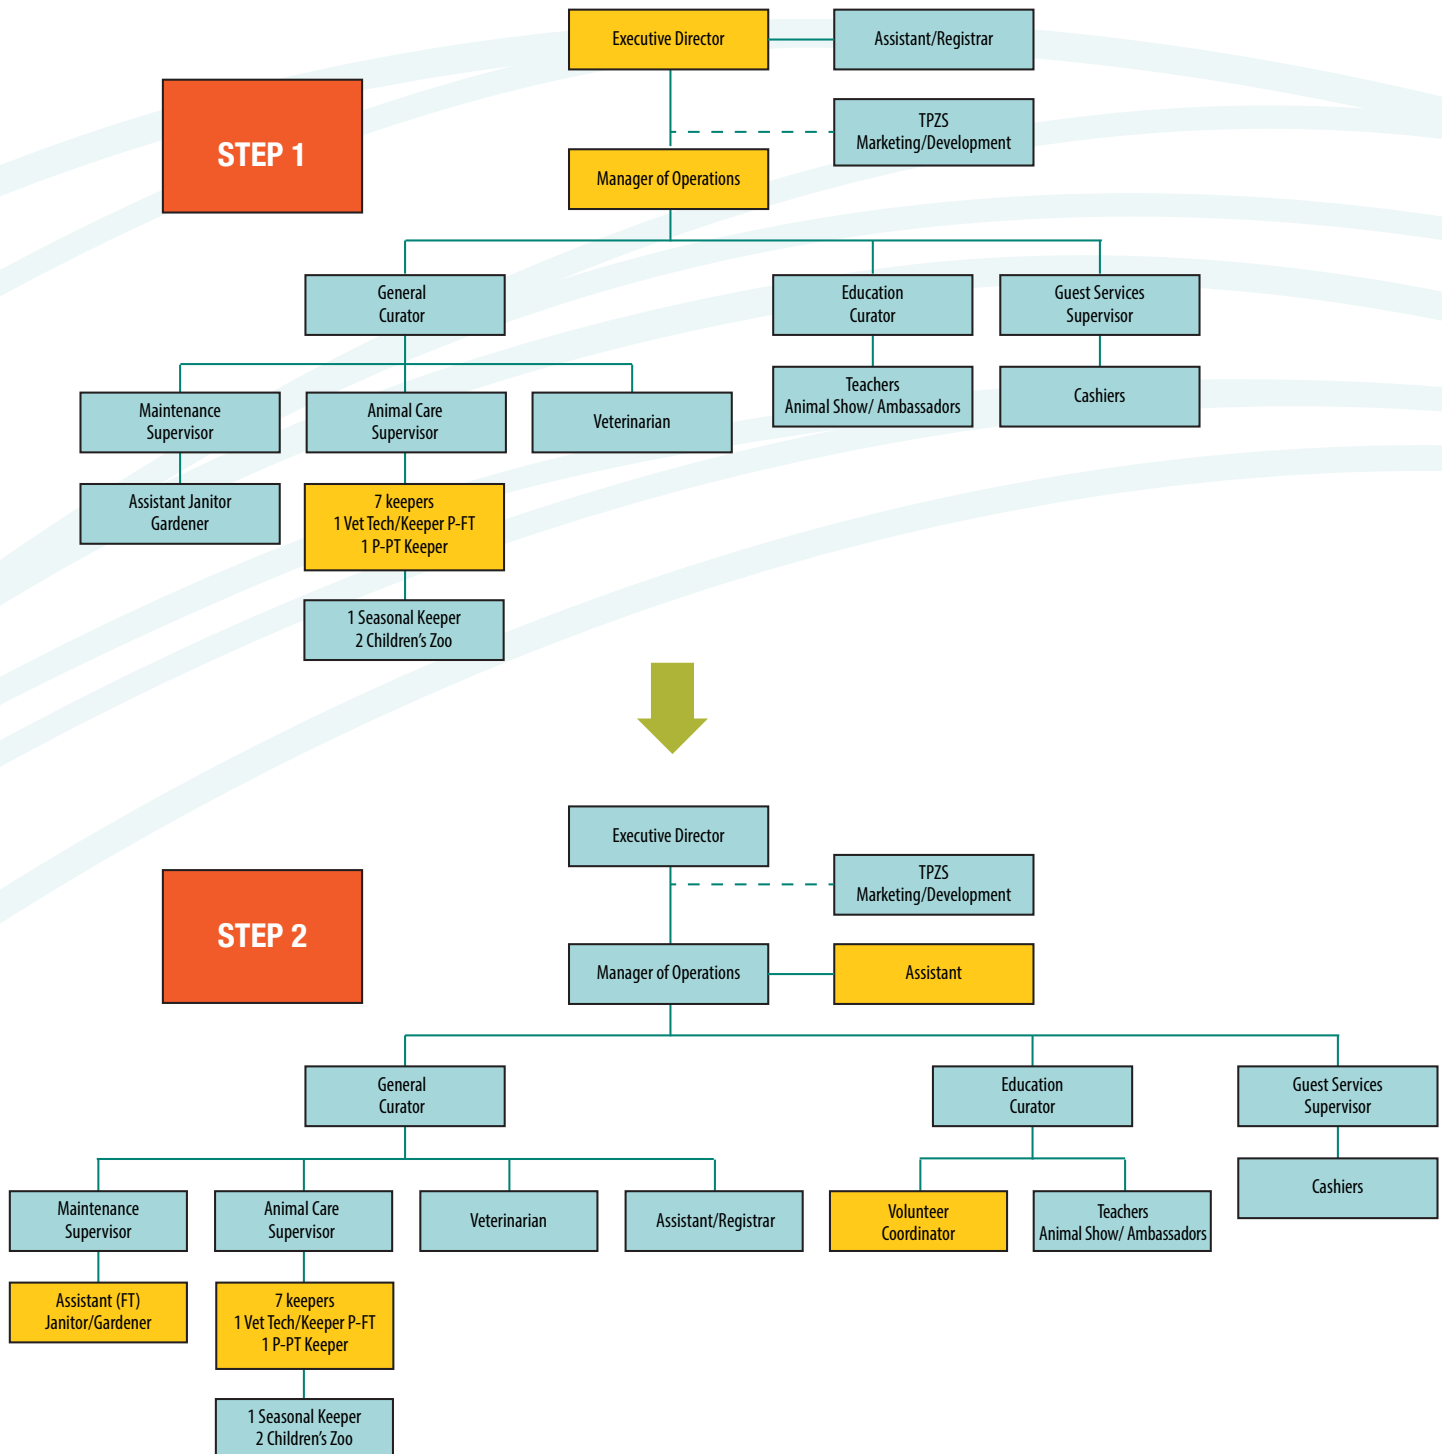 Executive Director
Assistant/Registrar
STEP 1
TPZS
Marketing/Development
Manager of Operations
General
Curator
Education
Curator
Guest Services
Supervisor
Maintenance
Supervisor
Animal Care
Supervisor
Veterinarian
Teachers
Animal Show/ Ambassadors
Cashiers
Assistant Janitor
Gardener
7 keepers
1 Vet Tech/Keeper P-FT
1 P-PT Keeper
1 Seasonal Keeper
2 Children's Zoo
Executive Director
STEP 2
TPZS
Marketing/Development
Manager of Operations
Assistant
General
Curator
Education
Curator
Guest Services
Supervisor
Maintenance
Supervisor
Animal Care
Supervisor
Veterinarian
Assistant/Registrar
Volunteer
Coordinator
Teachers
Animal Show/ Ambassadors
Cashiers
Assistant (FT)
Janitor/Gardener
7 keepers
1 Vet Tech/Keeper P-FT
1 P-PT Keeper
1 Seasonal Keeper
2 Children's Zoo